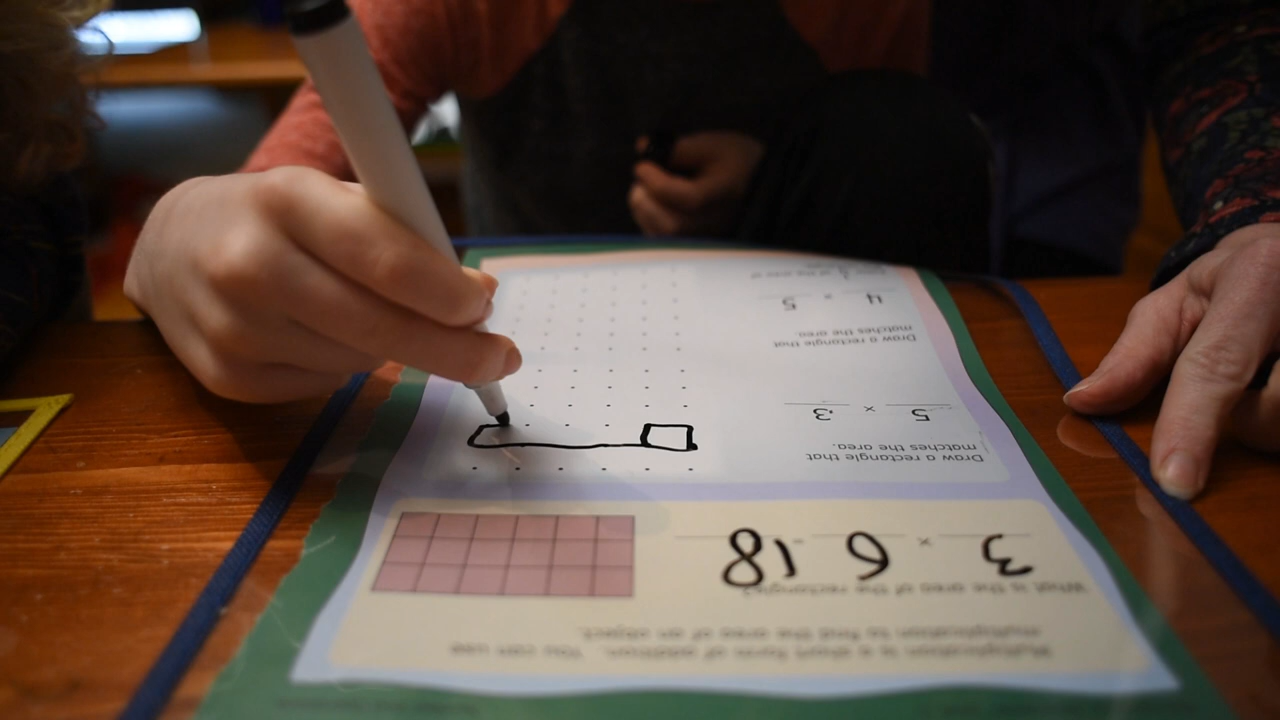 Multiplication is a short form of addition. You can use
multiplication to find the area of an object.
What is the area of the rectangle?
3 × 6 = 18
Draw a rectangle that
matches the area.
5 × 3
Draw a rectangle that
matches the area.
4 × 5